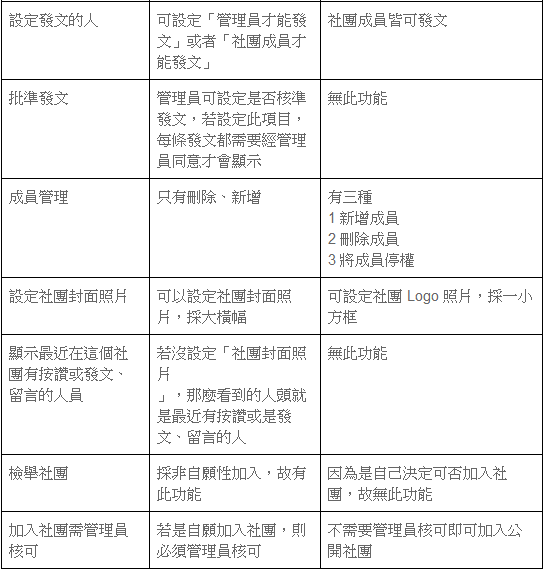 設定發文的人
可設定「管理員才能發
文」或者「社團成員才
能發文」
社團成員皆可發文
批準發文
管理員可設定是否核準
發文，若設定此項目，
每條發文都需要經管理
員同意才會顯示
無此功能
成員管理
只有刪除、新增
有三種
1 新增成員
2 刪除成員
3 將成員停權
設定社團封面照片
可以設定社團封面照
片，採大橫幅
可設定社團 Logo 照片，採一小
方框
顯示最近在這個社
團有按讚或發文、
留言的人員
若沒設定「社團封面照
片
」，那麼看到的人頭就
是最近有按讚或是發
文、留言的人
無此功能
檢舉社團
採非自願性加入，故有
此功能
因為是自己決定可否加入社
團，故無此功能
加入社團需管理員
核可
若是自願加入社團，則
必須管理員核可
不需要管理員核可即可加入公
開社團